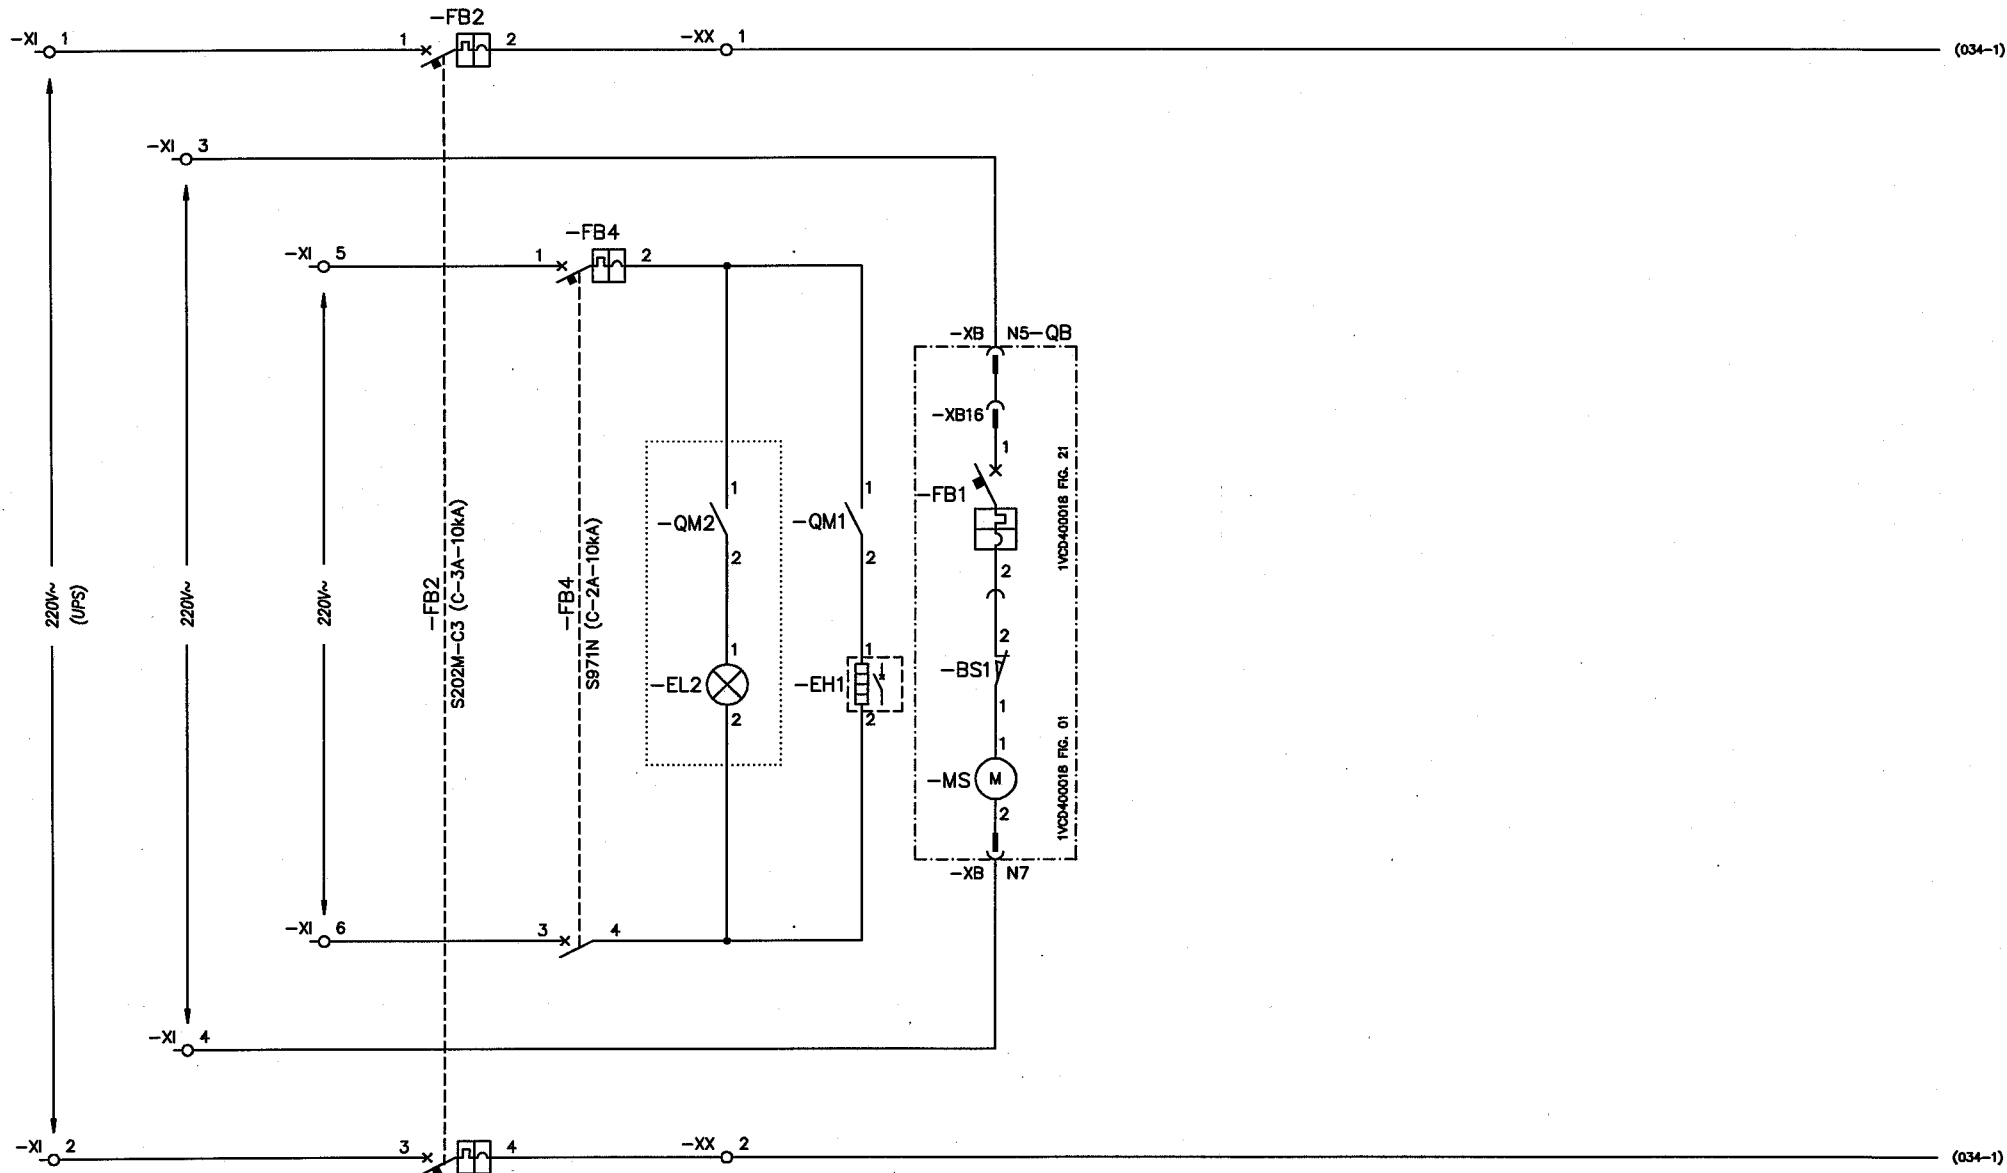 -FB2
-XI 1 1 2 -XX 1 (034-1)
-XI 3
-FB4
-XI 5 1 2
-XB N5-QB
-XB16
1
-FB1
2
1VCD400018 FIG. 21
1 1
-QM2 -QM1
2 2
220V~
(UPS)
220V~
220V~
-FB2
S202M-C3 (C-3A-10kA)
-FB4
S971N (C-2A-10kA)
2
-BS1
1
1 1
-EL2 -EH1
2 2
1
-MS M
2
1VCD400018 FIG. 01
-XB N7
-XI 6 3 4
-XI 4
-XI 2 3 4 -XX 2 (034-1)